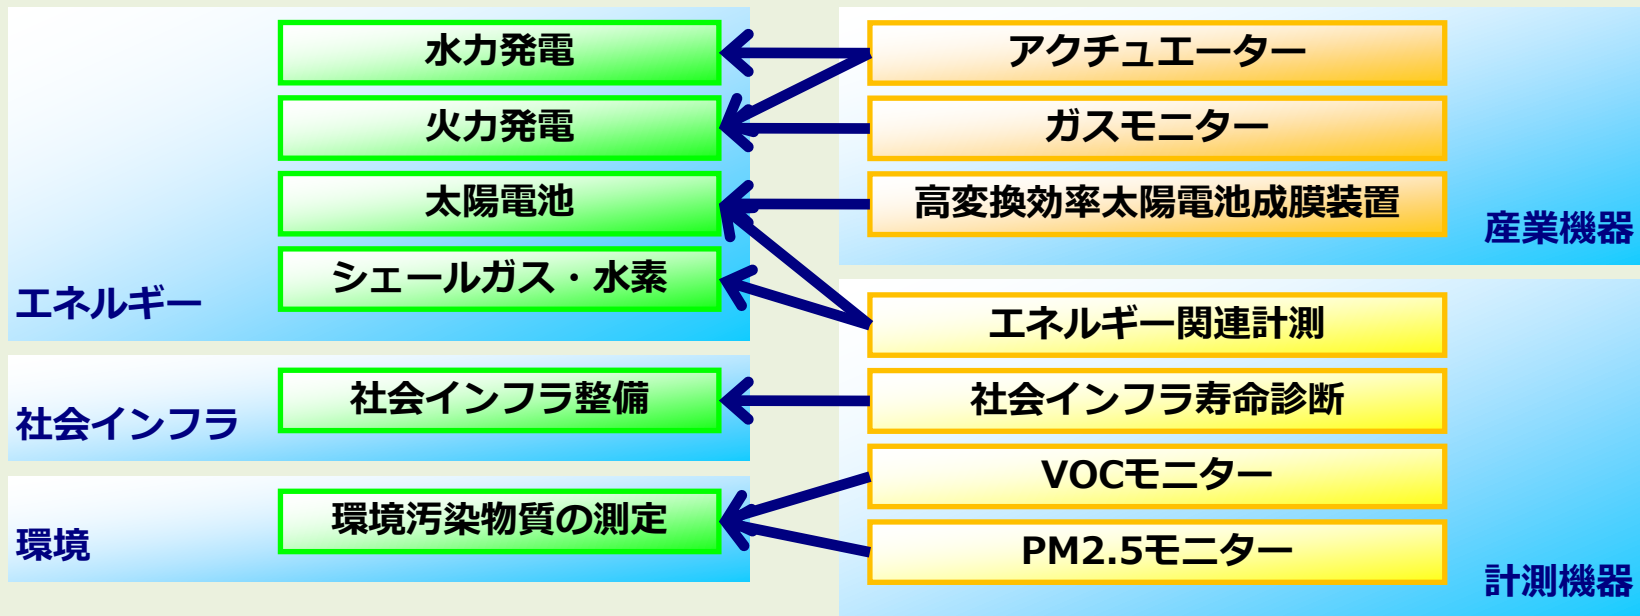 水力発電
火力発電
太陽電池
シェールガス・水素
エネルギー
社会インフラ整備
社会インフラ
環境汚染物質の測定
環境
アクチュエーター
ガスモニター
高変換効率太陽電池成膜装置
産業機器
エネルギー関連計測
社会インフラ寿命診断
VOCモニター
PM2.5モニター
計測機器